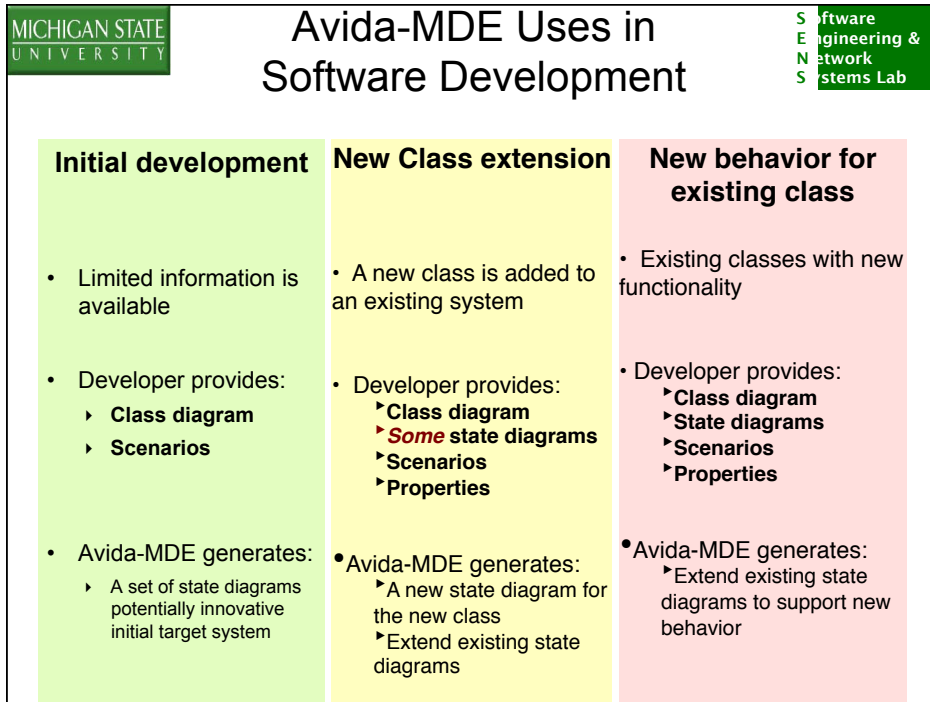 MICHIGAN STATE
UNIVERSITY
Avida-MDE Uses in
Software Development
Software
Engineering &
Network
Systems Lab
Initial development
• Limited information is
available
• Developer provides:
‣ Class diagram
‣ Scenarios
• Avida-MDE generates:
‣ A set of state diagrams
potentially innovative
initial target system
New Class extension
• A new class is added to
an existing system
• Developer provides:
‣Class diagram
‣Some state diagrams
‣Scenarios
‣Properties
•Avida-MDE generates:
‣A new state diagram for
the new class
‣Extend existing state
diagrams
New behavior for
existing class
• Existing classes with new
functionality
• Developer provides:
‣Class diagram
‣State diagrams
‣Scenarios
‣Properties
•Avida-MDE generates:
‣Extend existing state
diagrams to support new
behavior